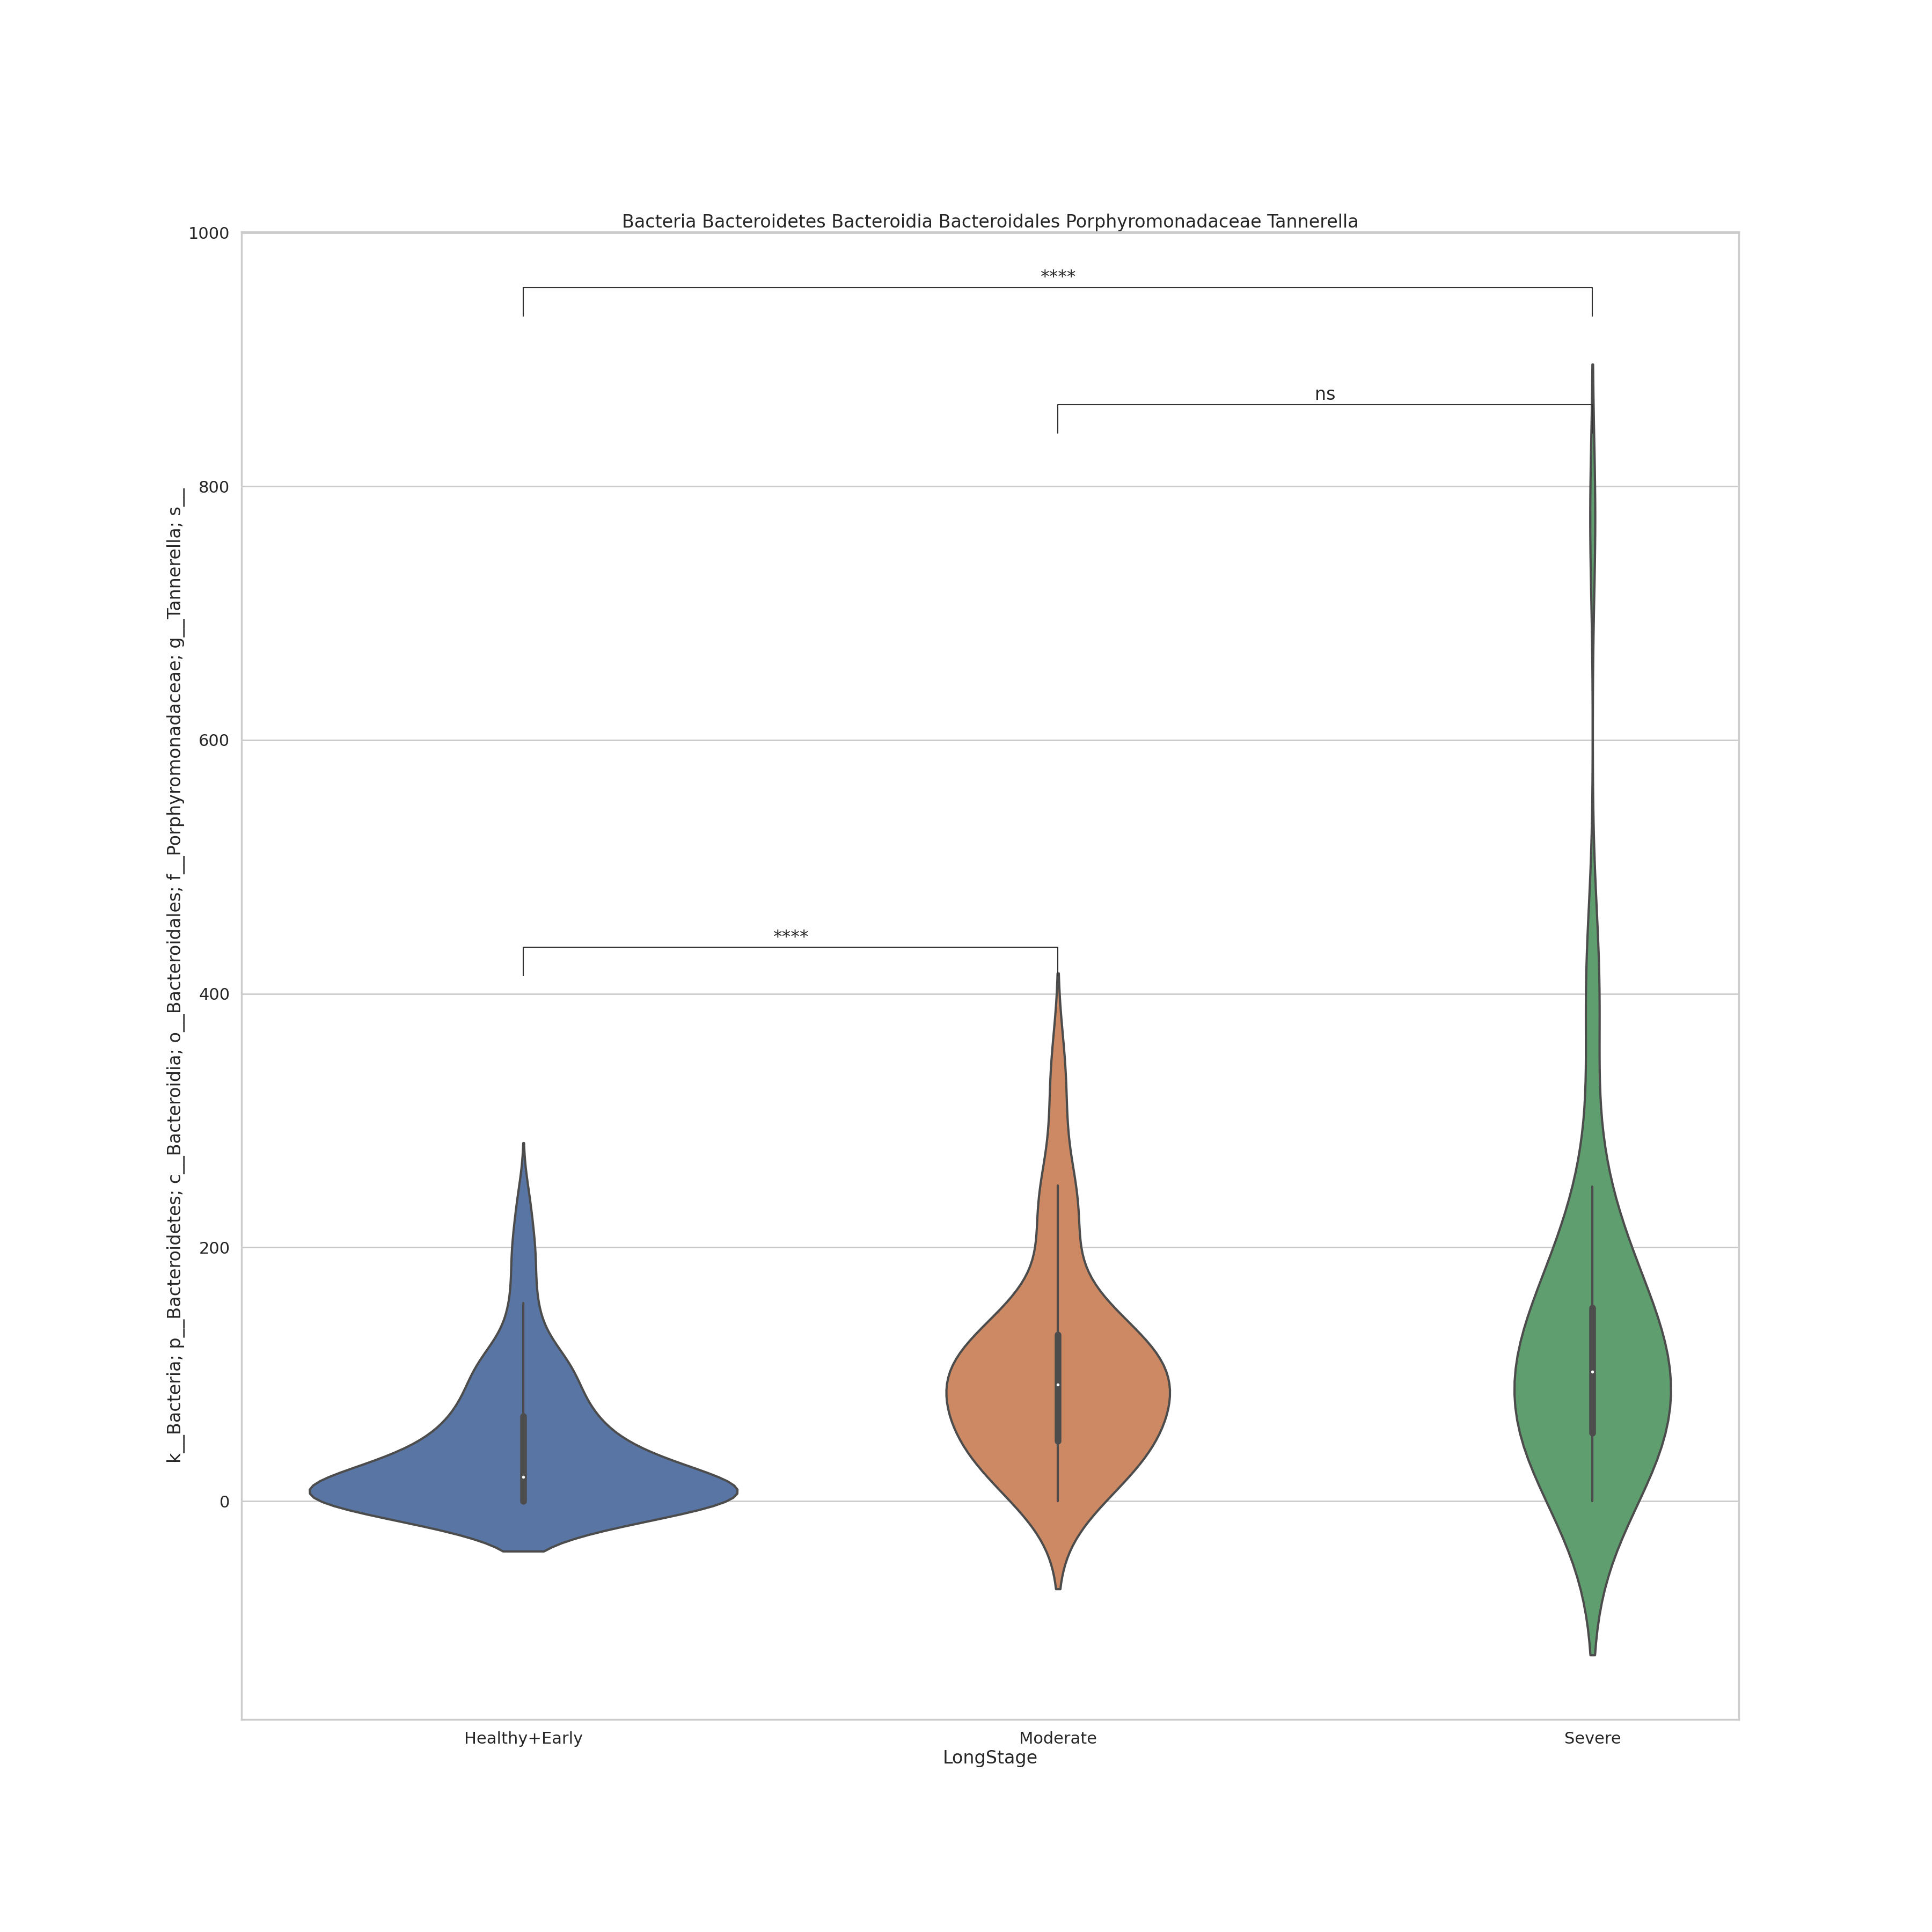 Bacteria Bacteroidetes Bacteroidia Bacteroidales Porphyromonadaceae Tannerella
1000
****
ns
800
600
****
400
200
0
k__Bacteria; p__Bacteroidetes; c__Bacteroidia; o__Bacteroidales; f__Porphyromonadaceae; g__Tannerella; s__
Healthy+Early Moderate Severe
LongStage